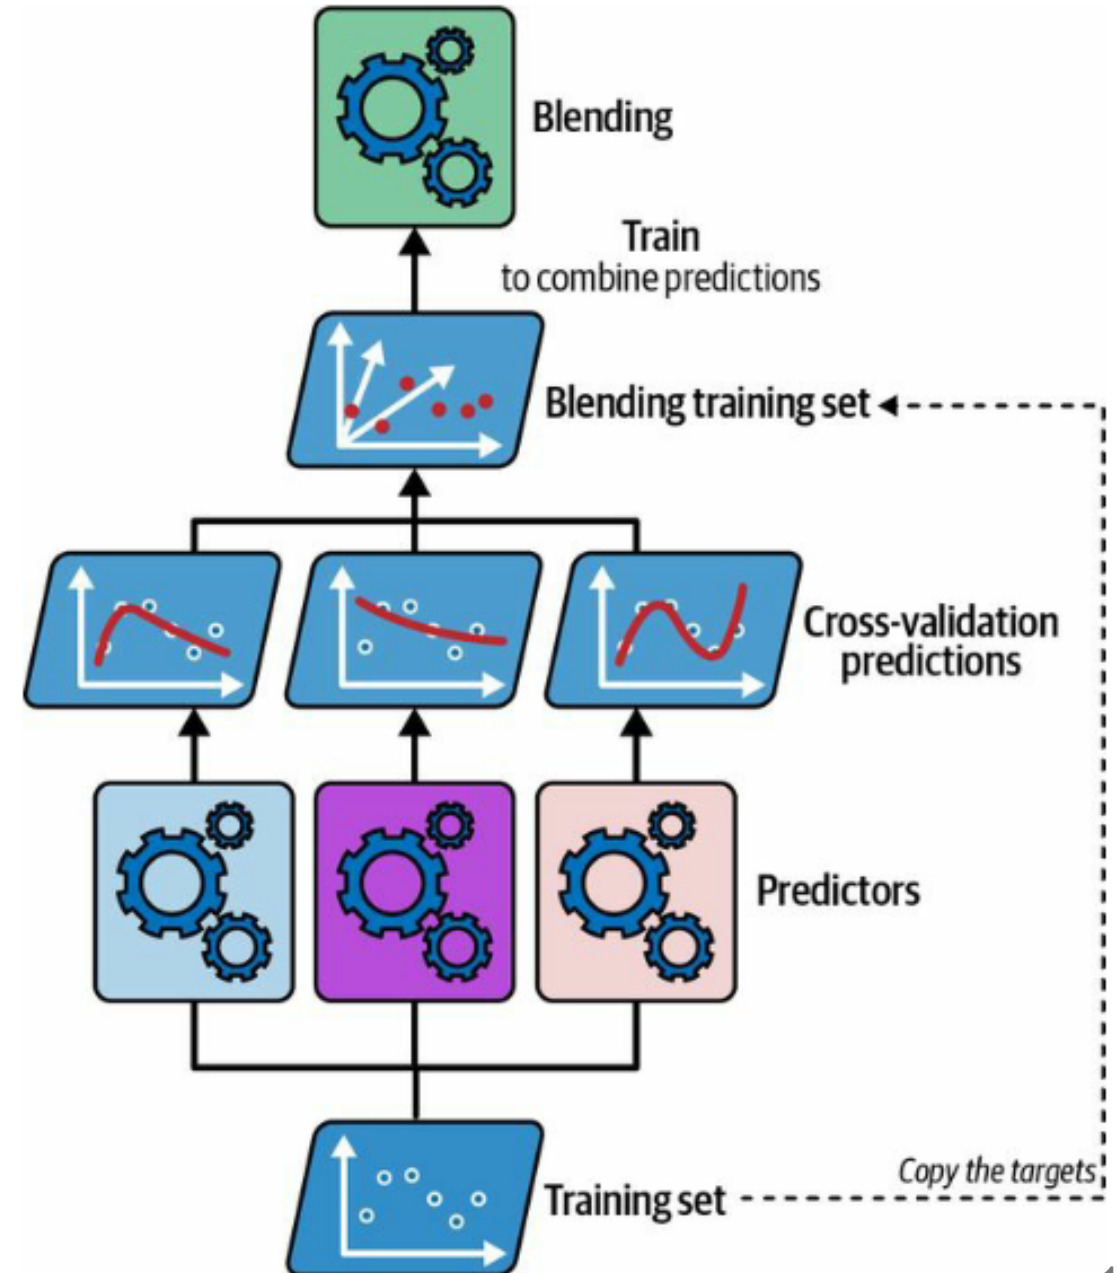 Blending
Train
to combine predictions
Blending training set
Cross-validation
predictions
Predictors
Copy the targets
Training set